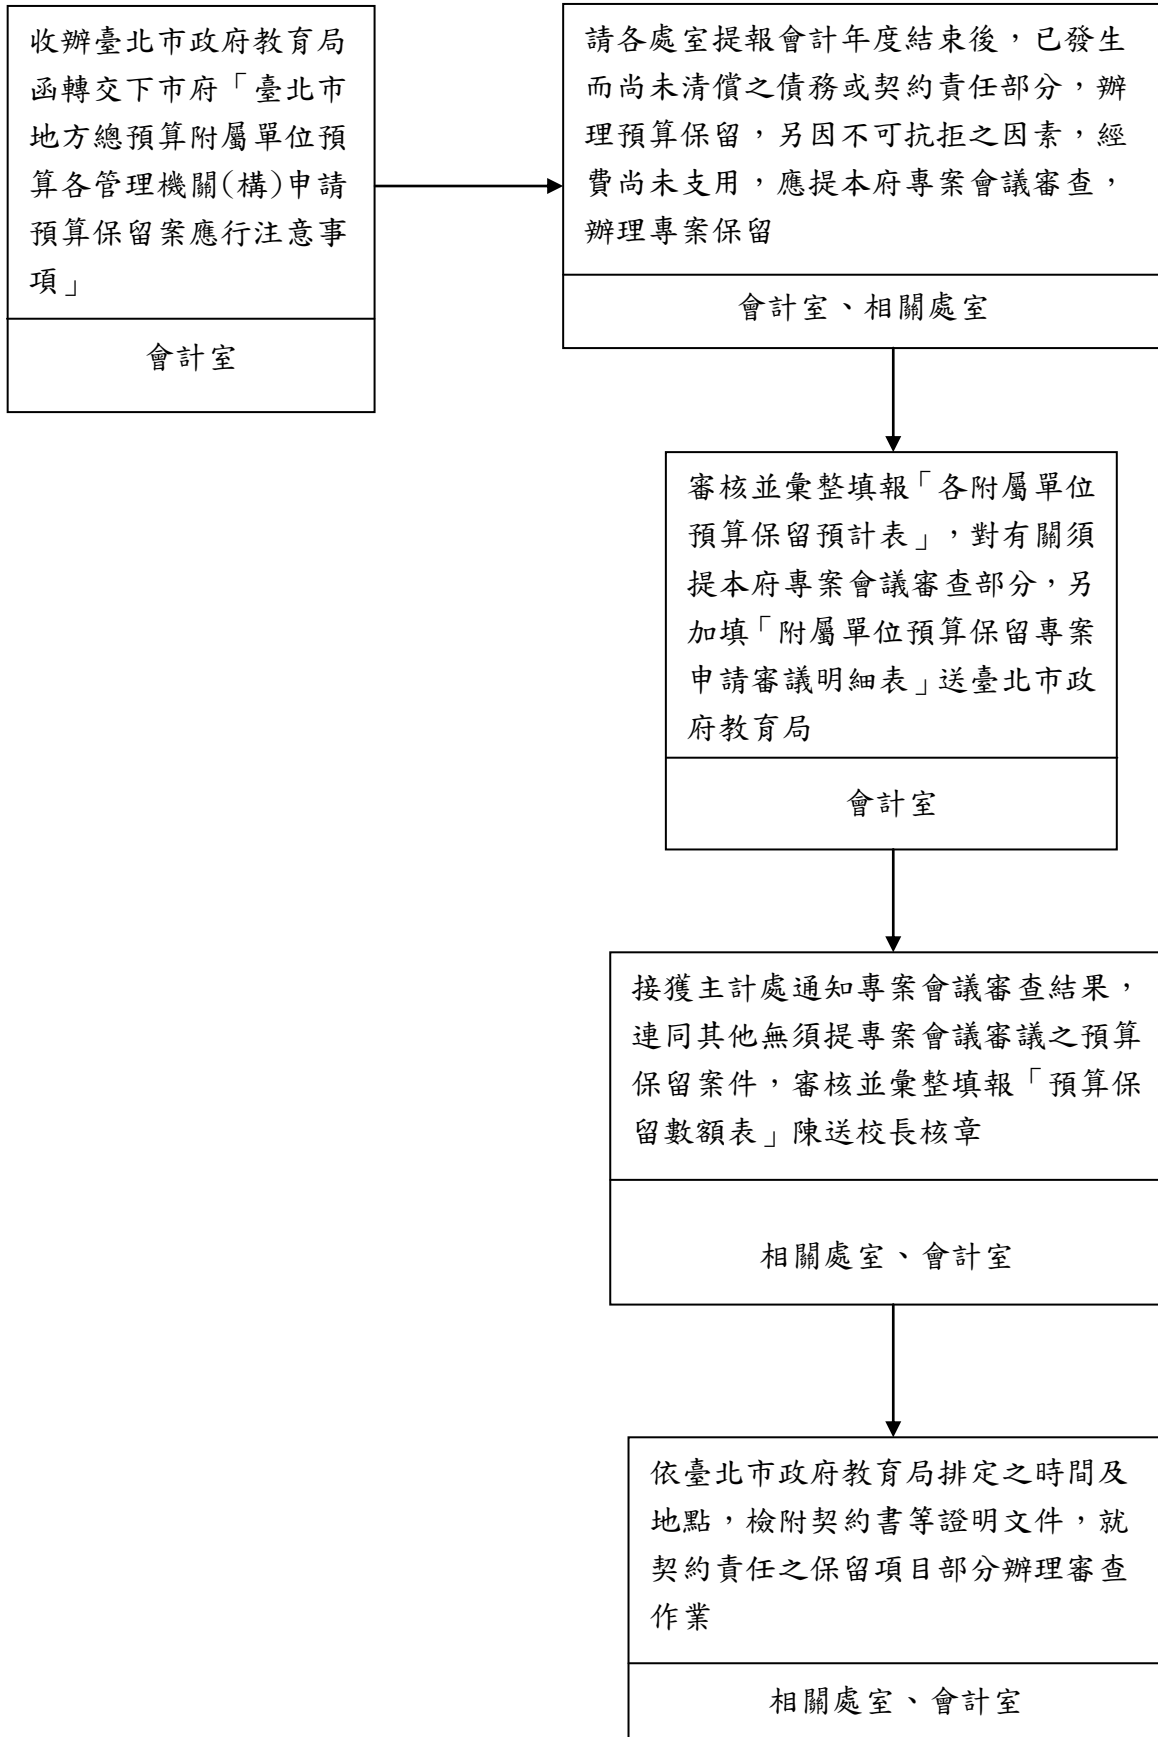 收辦臺北市政府教育局
函轉交下市府「臺北市
地方總預算附屬單位預
算各管理機關(構)申請
預算保留案應行注意事
項」
會計室
請各處室提報會計年度結束後，已發生
而尚未清償之債務或契約責任部分，辦
理預算保留，另因不可抗拒之因素，經
費尚未支用，應提本府專案會議審查，
辦理專案保留
會計室、相關處室
審核並彙整填報「各附屬單位
預算保留預計表」，對有關須
提本府專案會議審查部分，另
加填「附屬單位預算保留專案
申請審議明細表」送臺北市政
府教育局
會計室
接獲主計處通知專案會議審查結果，
連同其他無須提專案會議審議之預算
保留案件，審核並彙整填報「預算保
留數額表」陳送校長核章
相關處室、會計室
依臺北市政府教育局排定之時間及
地點，檢附契約書等證明文件，就
契約責任之保留項目部分辦理審查
作業
相關處室、會計室